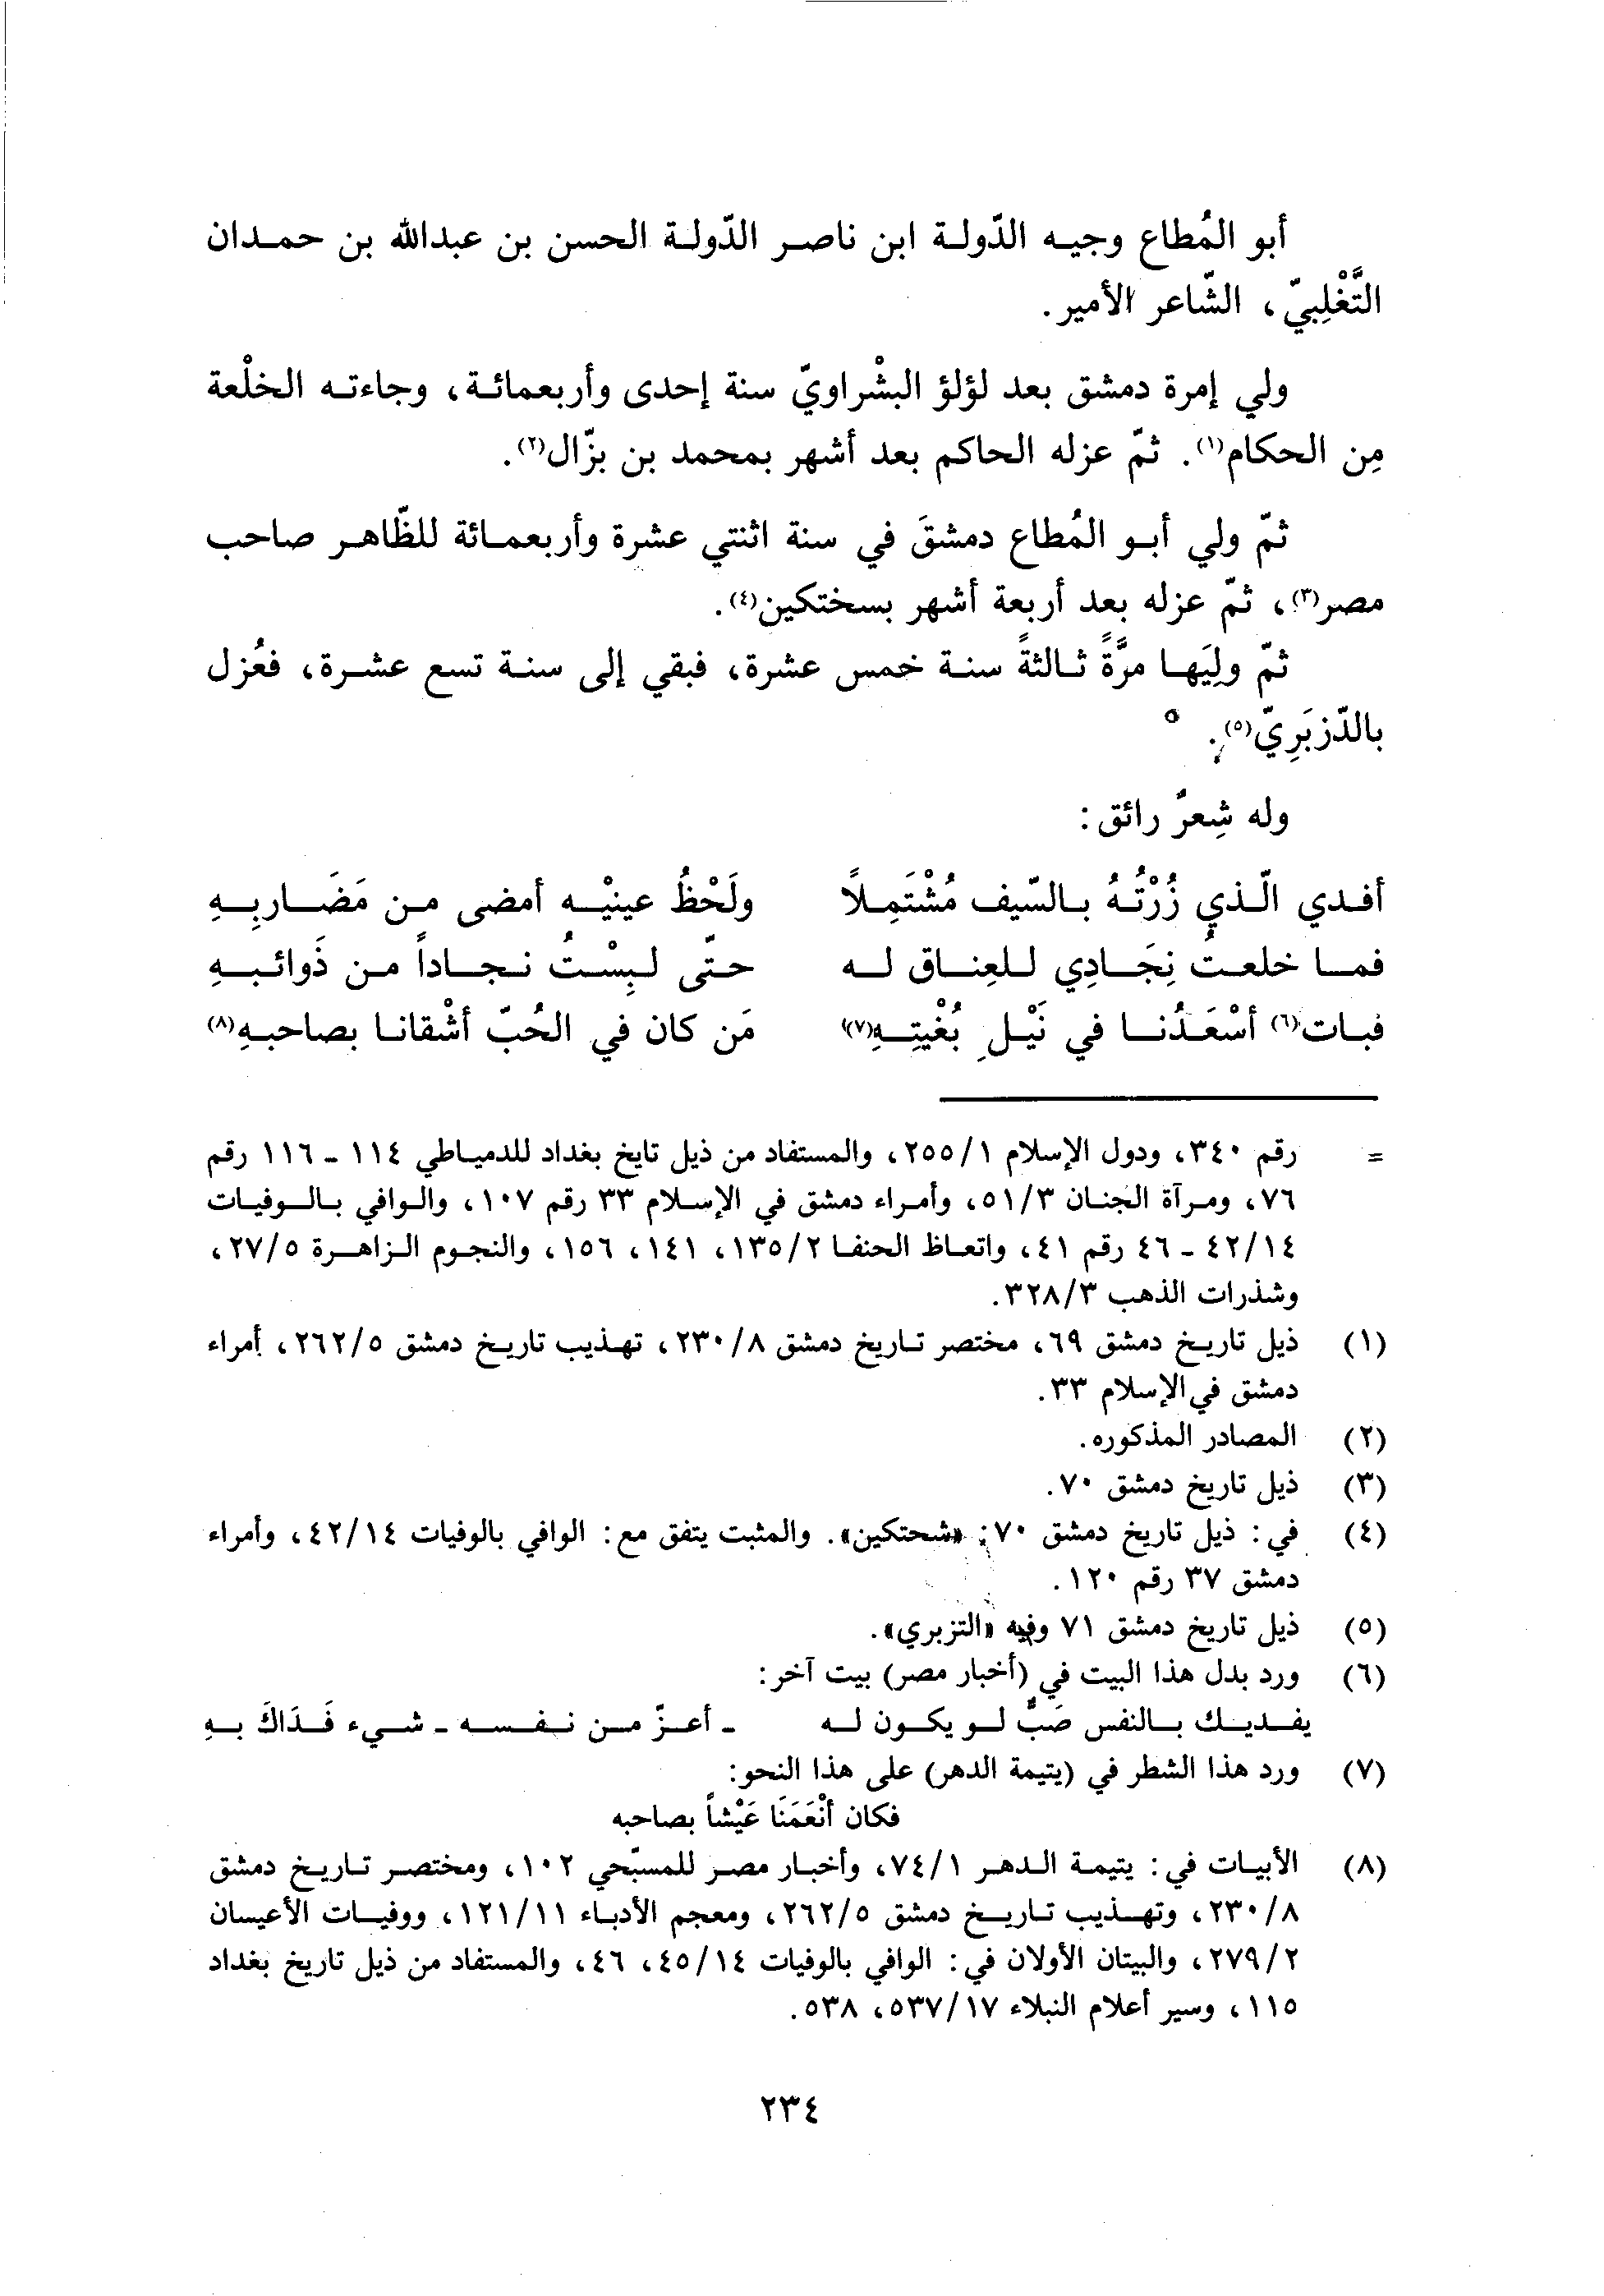 أبو المُطاع وجيه الدّولة ابن ناصر الدّولة الحسن بن عبدالله بن حمدان
التَّغْلِبيّ، الشّاعر الأمير.
ولي إمرة دمشق بعد لؤلؤ البشْراويّ سنة إحدى وأربعمائة، وجاءته الخلْعة
مِن الحكام(١). ثمّ عزله الحاكم بعد أشهر بمحمد بن بزّال(٢).
ثمّ ولي أبو المُطاع دمشقَ في سنة اثنتي عشرة وأربعمائة للظّاهر صاحب
مصر(٣)، ثمّ عزله بعد أربعة أشهر بسختكين(٤).
ثمّ ولِيَها مرَّةً ثالثةً سنة خمس عشرة، فبقي إلى سنة تسع عشرة، فعُزل
بالدّزبَرِيّ(٥).
وله شِعرٌ رائق:
أفدي الّذي زُرْتُهُ بالسّيف مُشْتَمِلاً ولَحْظُ عينيْه أمضى من مَضَاربِهِ
فما خلعتُ نِجَادِي للعِناق له حتّى لبِسْتُ نجاداً من ذَوائبهِ
فبات(٦) أسْعَدُنا في نَيْلِ بُغْيتِهِ(٧) مَن كان في الحُبّ أشْقانا بصاحبهِ(٨)
= رقم ٣٤٠، ودول الإسلام ٢٥٥/١، والمستفاد من ذيل تايخ بغداد للدمياطي ١١٤ - ١١٦ رقم
٧٦، ومرآة الجنان ٥١/٣، وأمراء دمشق في الإسلام ٣٣ رقم ١٠٧، والوافي بالوفيات
٤٢/١٤ - ٤٦ رقم ٤١، واتعاظ الحنفا ١٣٥/٢، ١٤١، ١٥٦، والنجوم الزاهرة ٢٧/٥،
وشذرات الذهب ٣٢٨/٣.
(١) ذيل تاريخ دمشق ٦٩، مختصر تاريخ دمشق ٢٣٠/٨، تهذيب تاريخ دمشق ٢٦٢/٥، أمراء
دمشق في الإسلام ٣٣.
(٢) المصادر المذكوره.
(٣) ذيل تاريخ دمشق ٧٠.
(٤) في: ذيل تاريخ دمشق ٧٠: «شحتكين». والمثبت يتفق مع: الوافي بالوفيات ٤٢/١٤، وأمراء
دمشق ٣٧ رقم ١٢٠.
(٥) ذيل تاريخ دمشق ٧١ وفيه «التزبري».
(٦) ورد بدل هذا البيت في (أخبار مصر) بيت آخر:
يفديك بالنفس صَبٌّ لو يكون له - أعزّ من نفسه - شيء فَدَاكَ بهِ
(٧) ورد هذا الشطر في (يتيمة الدهر) على هذا النحو:
فكان أنْعَمَنَا عَيْشاً بصاحبه
(٨) الأبيات في: يتيمة الدهر ٧٤/١، وأخبار مصر للمسبّحي ١٠٢، ومختصر تاريخ دمشق
٢٣٠/٨، وتهذيب تاريخ دمشق ٢٦٢/٥، ومعجم الأدباء ١٢١/١١، ووفيات الأعيسان
٢٧٩/٢، والبيتان الأولان في: الوافي بالوفيات ٤٥/١٤، ٤٦، والمستفاد من ذيل تاريخ بغداد
١١٥، وسير أعلام النبلاء ٥٣٧/١٧، ٥٣٨.
٢٣٤